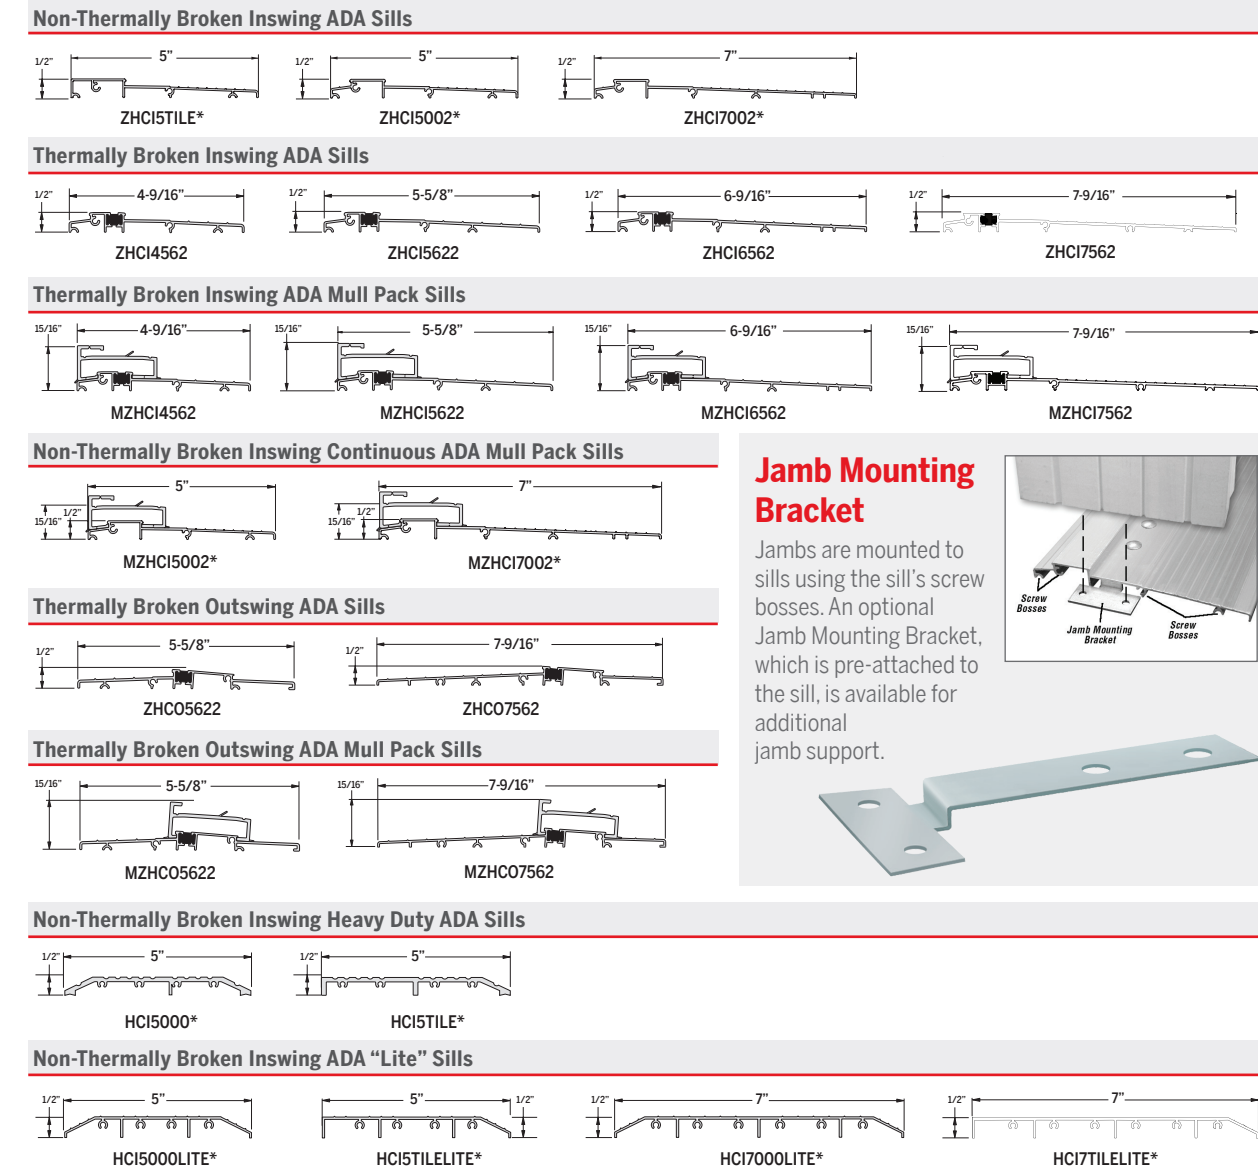 Non-Thermally Broken Inswing ADA Sills
1/2" 5" 1/2" 5" 1/2" 7"
ZHCI5TILE* ZHCI5002* ZHCI7002*
Thermally Broken Inswing ADA Sills
1/2" 4-9/16" 1/2" 5-5/8" 1/2" 6-9/16" 1/2" 7-9/16"
ZHCI4562 ZHCI5622 ZHCI6562 ZHCI7562
Thermally Broken Inswing ADA Mull Pack Sills
15/16" 4-9/16" 15/16" 5-5/8" 15/16" 6-9/16" 15/16" 7-9/16"
MZHCI4562 MZHCI5622 MZHCI6562 MZHCI7562
Non-Thermally Broken Inswing Continuous ADA Mull Pack Sills
5" 7"
15/16" 1/2" 15/16" 1/2"
MZHCI5002* MZHCI7002*
Thermally Broken Outswing ADA Sills
1/2" 5-5/8" 1/2" 7-9/16"
ZHCO5622 ZHCO7562
Thermally Broken Outswing ADA Mull Pack Sills
15/16" 5-5/8" 15/16" 7-9/16"
MZHCO5622 MZHCO7562
Jamb Mounting
Bracket
Jambs are mounted to
sills using the sill's screw
bosses. An optional
Jamb Mounting Bracket,
which is pre-attached to
the sill, is available for
additional
jamb support.
Screw
Bosses
Jamb Mounting
Bracket
Screw
Bosses
Non-Thermally Broken Inswing Heavy Duty ADA Sills
1/2" 5" 1/2" 5"
HCI5000* HCI5TILE*
Non-Thermally Broken Inswing ADA "Lite" Sills
1/2" 5" 5" 1/2" 1/2" 7" 1/2" 7"
HCI5000LITE* HCI5TILELITE* HCI7000LITE* HCI7TILELITE*